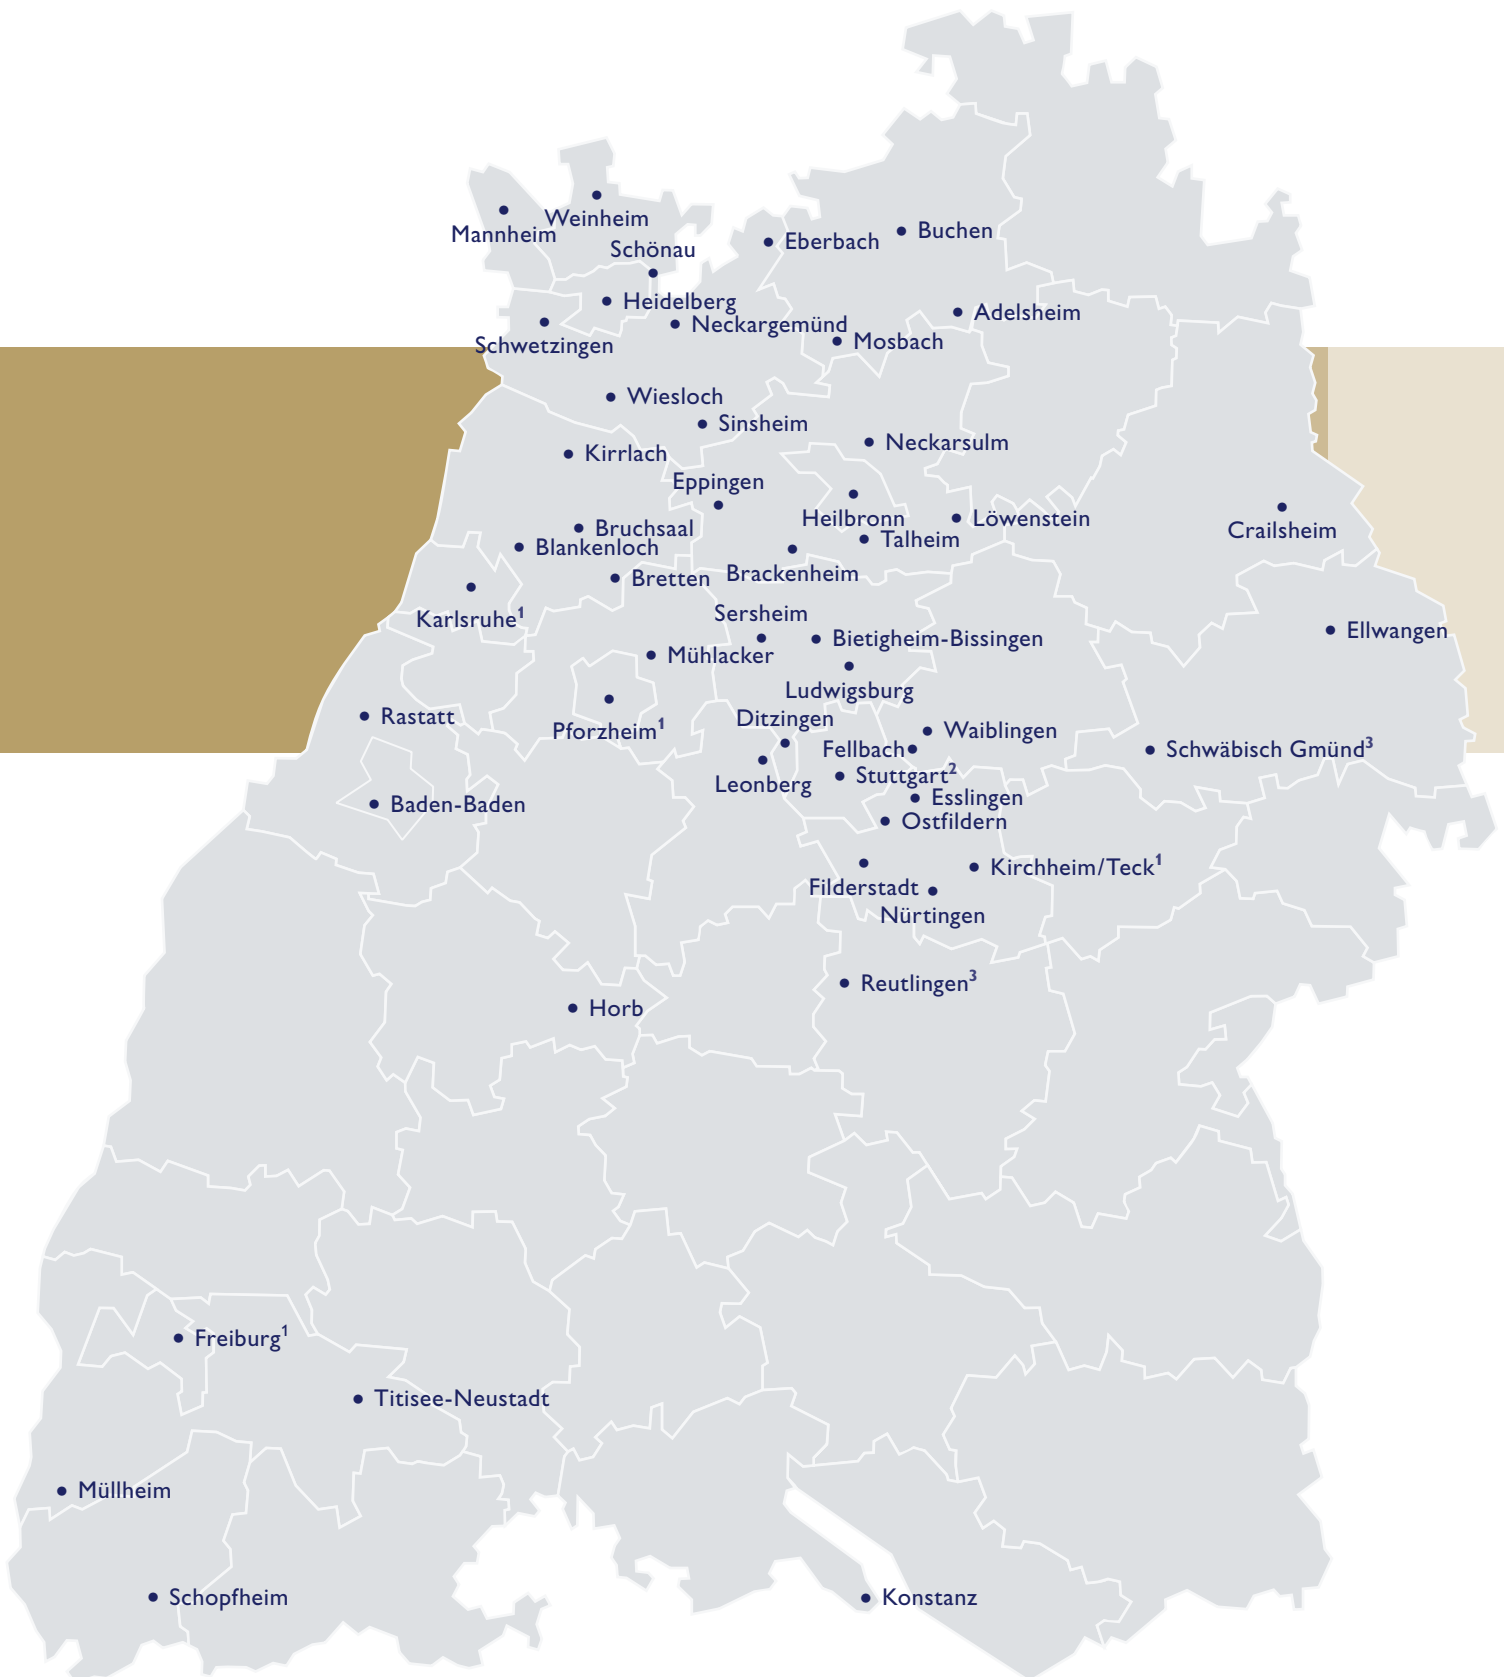 Weinheim
Mannheim
Buchen
Eberbach
Schönau
Heidelberg
Adelsheim
Neckargemünd
Mosbach
Schwetzingen
Wiesloch
Sinsheim
Neckarsulm
Kirrlach
Eppingen
Heilbronn
Löwenstein
Crailsheim
Bruchsaal
Talheim
Blankenloch
Brackenheim
Bretten
Sersheim
Karlsruhe¹
Ellwangen
Bietigheim-Bissingen
Mühlacker
Ludwigsburg
Rastatt
Ditzingen
Pforzheim¹
Waiblingen
Fellbach
Schwäbisch Gmünd³
Stuttgart²
Leonberg
Esslingen
Baden-Baden
Ostfildern
Kirchheim/Teck¹
Filderstadt
Nürtingen
Reutlingen³
Horb
Freiburg¹
Titisee-Neustadt
Müllheim
Schopfheim
Konstanz